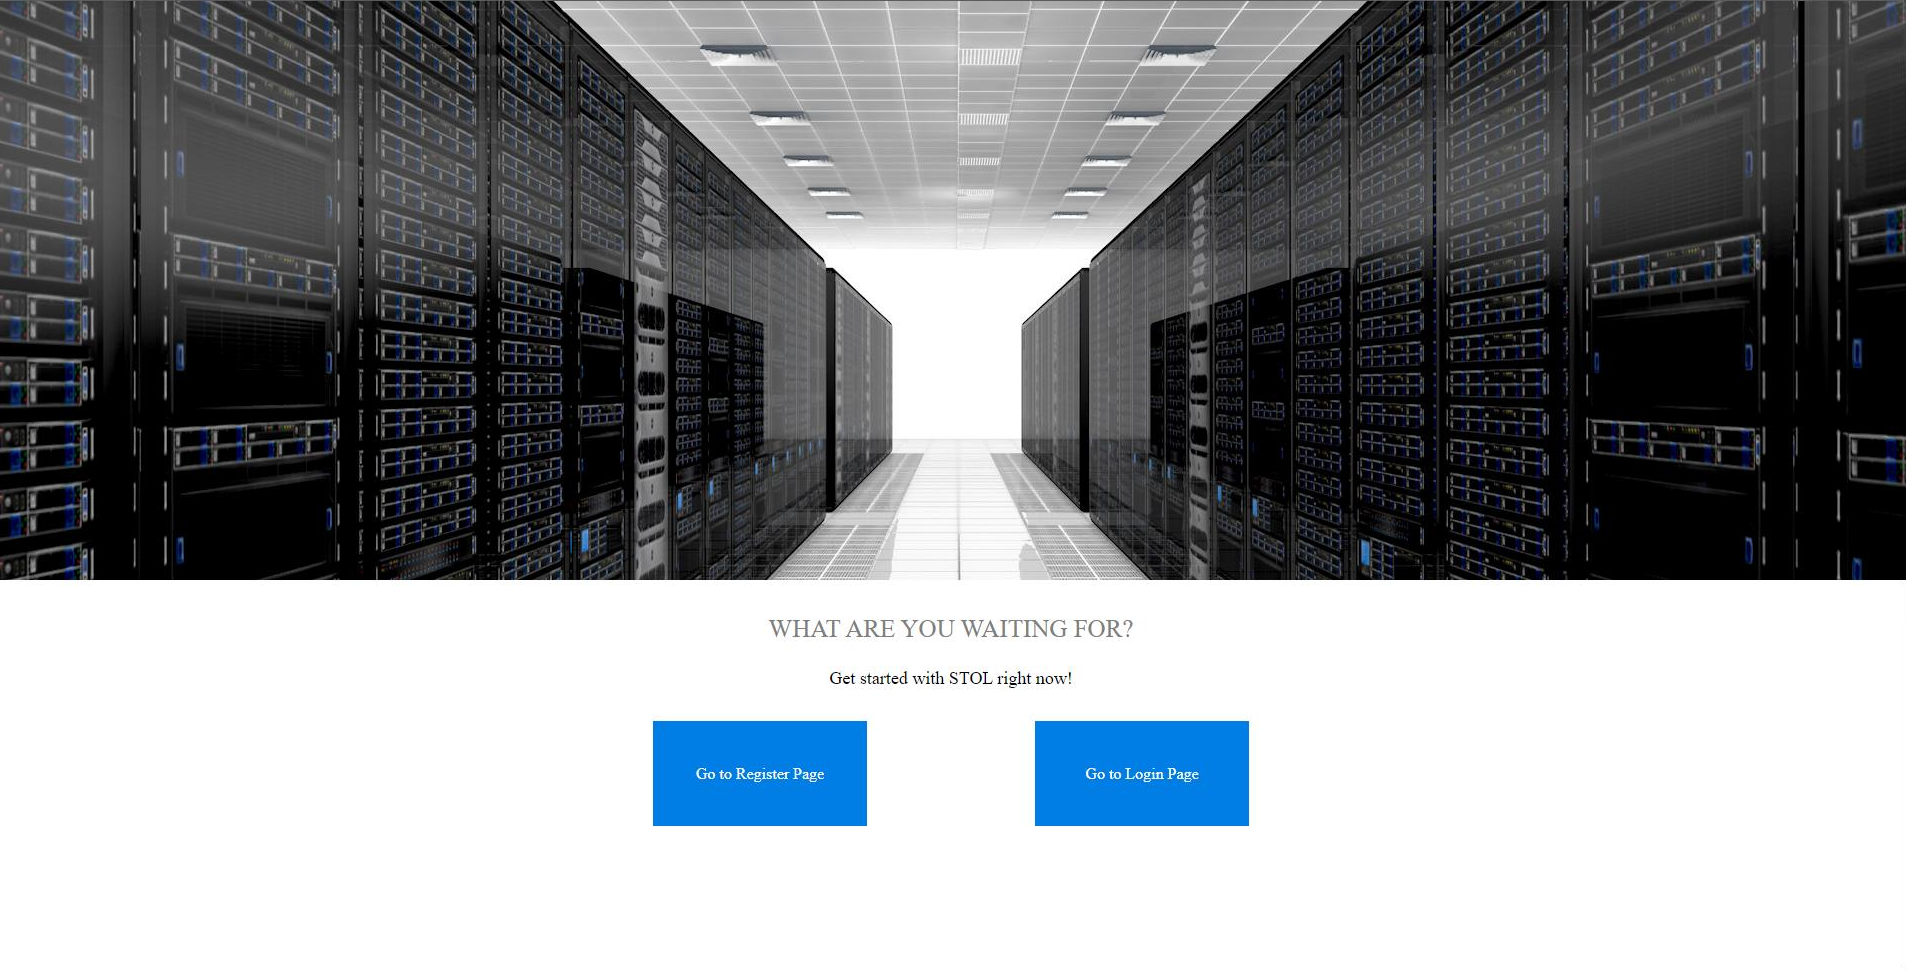 WHAT ARE YOU WAITING FOR?
Get started with STOL right now!
Go to Register Page
Go to Login Page